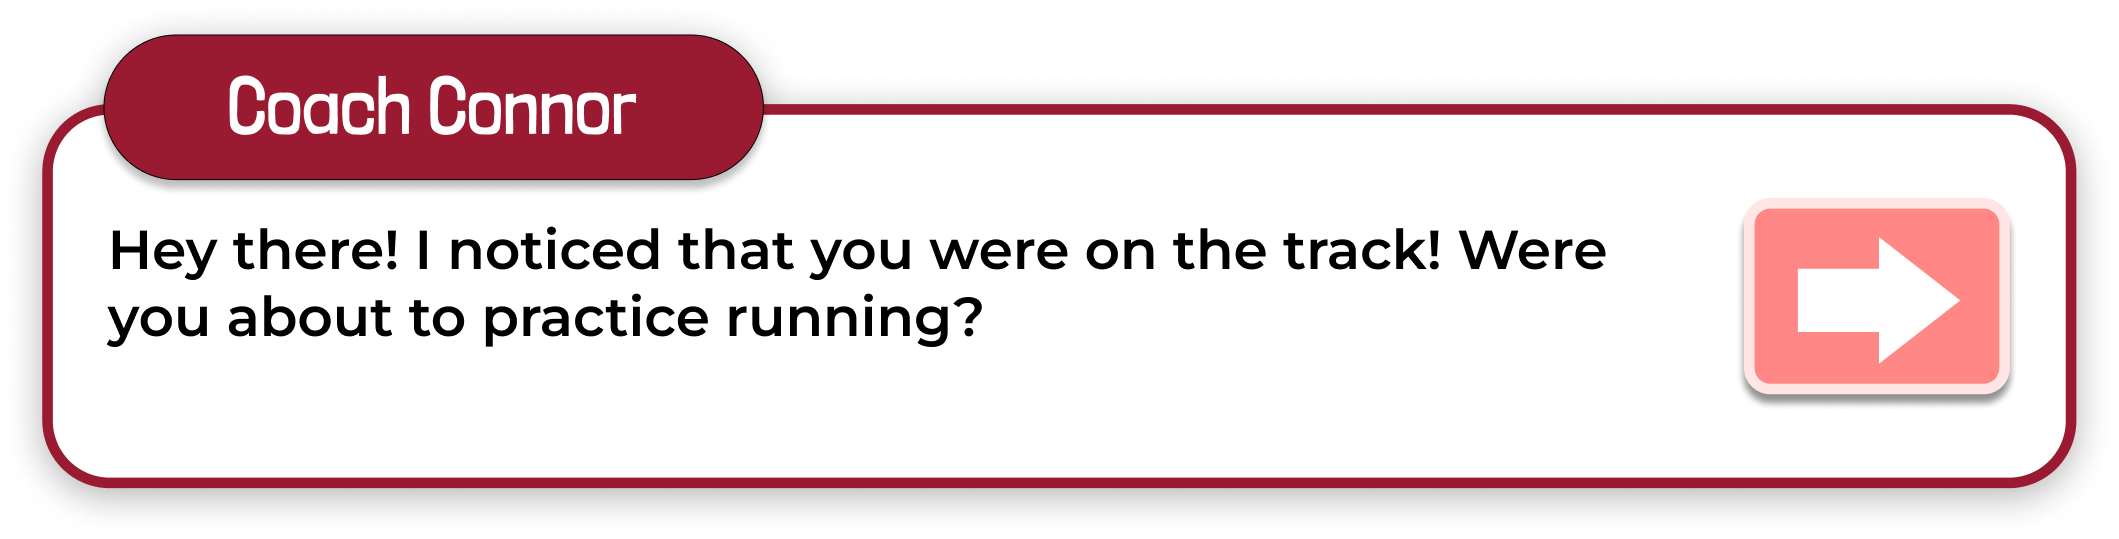 Coach Connor
Hey there! I noticed that you were on the track! Were
you about to practice running?